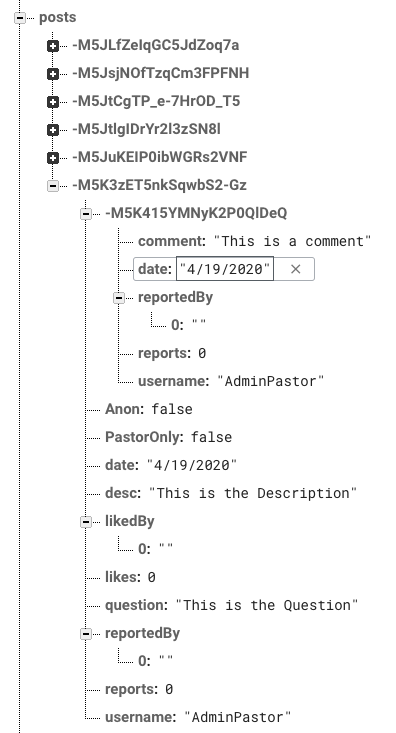 posts
-M5JLfZeIqGC5JdZoq7a
-M5JsjNOfTzqCm3FPFNH
-M5JtCgTP_e-7HrOD_T5
-M5JtlgIDrYr2l3zSN8l
-M5JuKEIP0ibWGRs2VNF
-M5K3zET5nkSqwbS2-Gz
-M5K415YMNyK2P0QlDeQ
comment: "This is a comment"
date: "4/19/2020" ×
reportedBy
0: ""
reports: 0
username: "AdminPastor"
Anon: false
PastorOnly: false
date: "4/19/2020"
desc: "This is the Description"
likedBy
0: ""
likes: 0
question: "This is the Question"
reportedBy
0: ""
reports: 0
username: "AdminPastor"